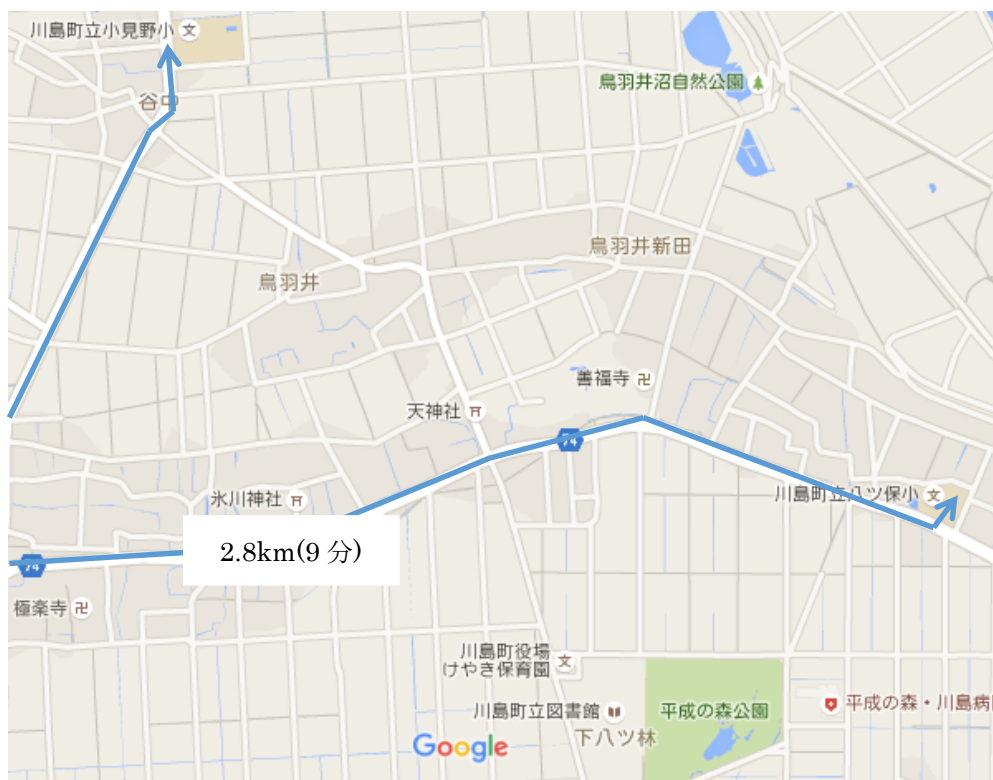 川島町立小見野小
文
鳥羽井沼自然公園
谷中
鳥羽井新田
鳥羽井
善福寺
天神社
74
川島町立八ツ保小
文
氷川神社
2.8km(9 分)
74
極楽寺
川島町役場
けやき保育園
文
川島町立図書館
平成の森公園
平成の森・川島病
下八ツ林
Google